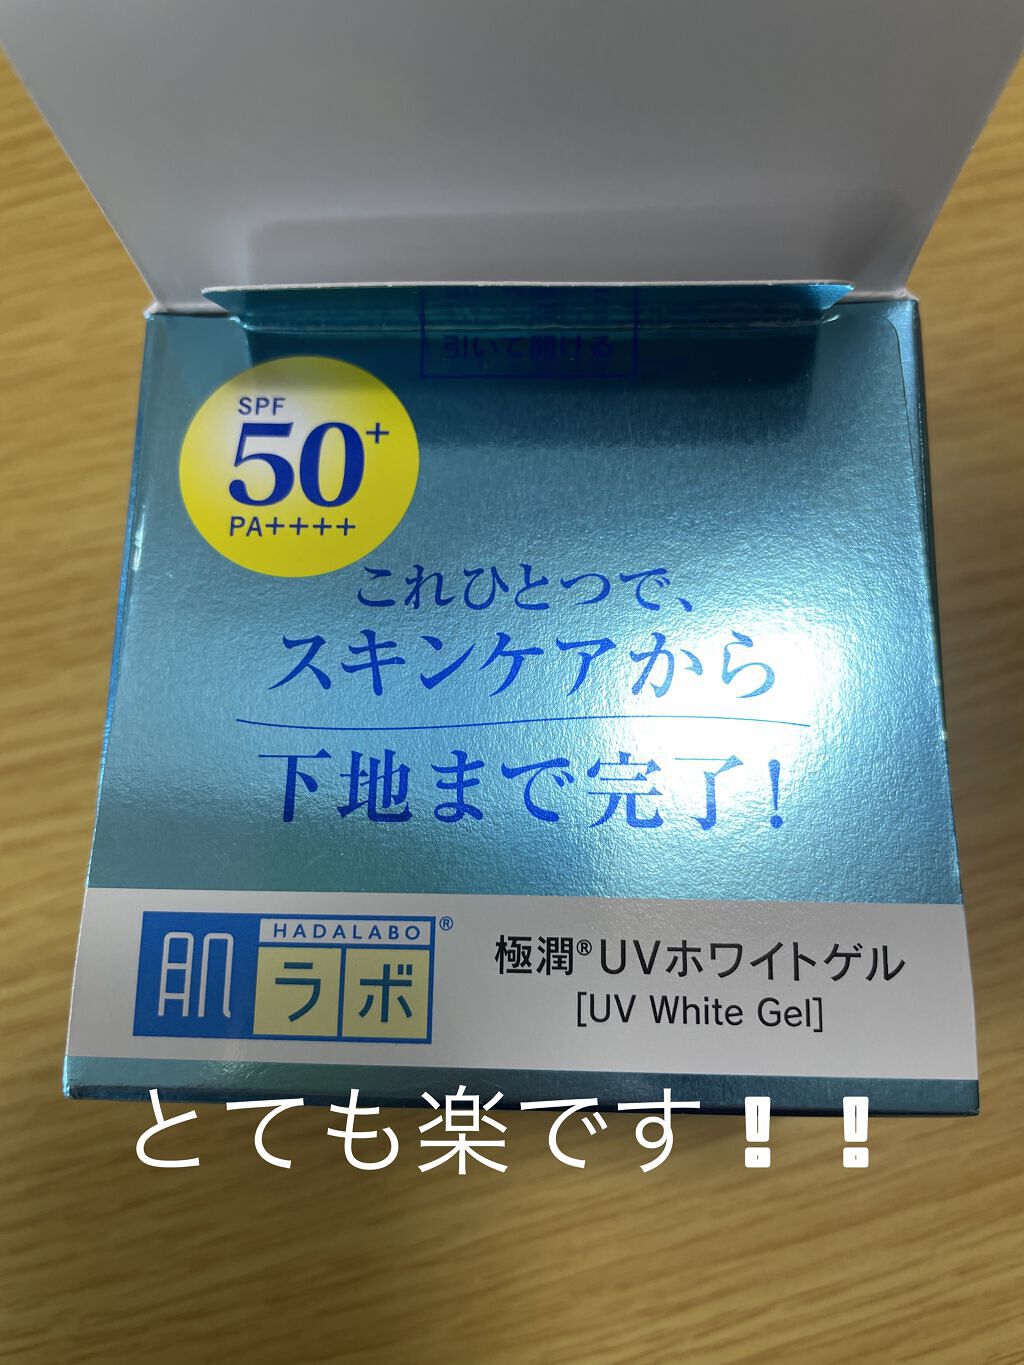 引いて開ける
SPF
50+
PA++++
これひとつで、
スキンケアから
下地まで完了!
肌
HADALABO®
ラボ
極潤®UVホワイトゲル
[UV White Gel]
とても楽です❗❗